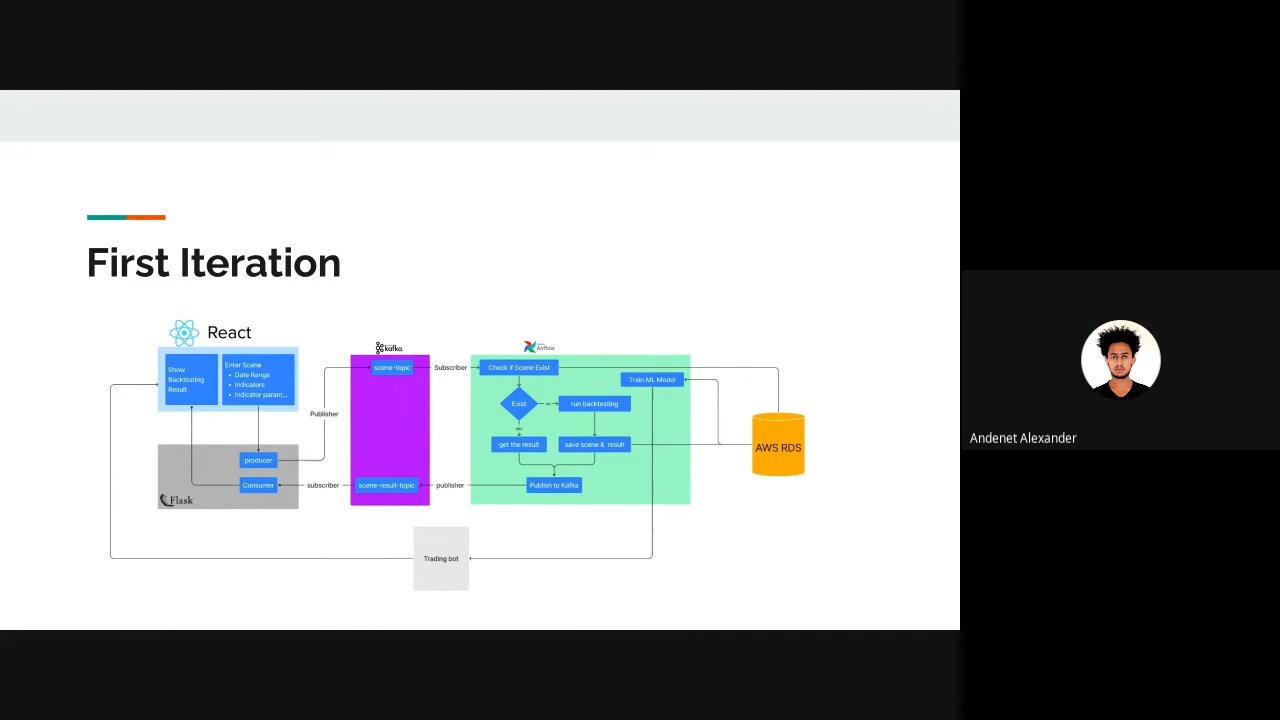 First Iteration
React
Show
Backtesting
Result
Enter Scene
• Date Range
• Indicators
• Indicator param...
kafka
scene-topic
Subscriber
Airflow
Check if Scene Exist
Train ML Model
Exist
no
run backtesting
yes
get the result
save scene & result
Publish to Kafka
AWS RDS
Publisher
producer
Consumer
Flask
subscriber
scene-result-topic
publisher
Trading bot
Andenet Alexander